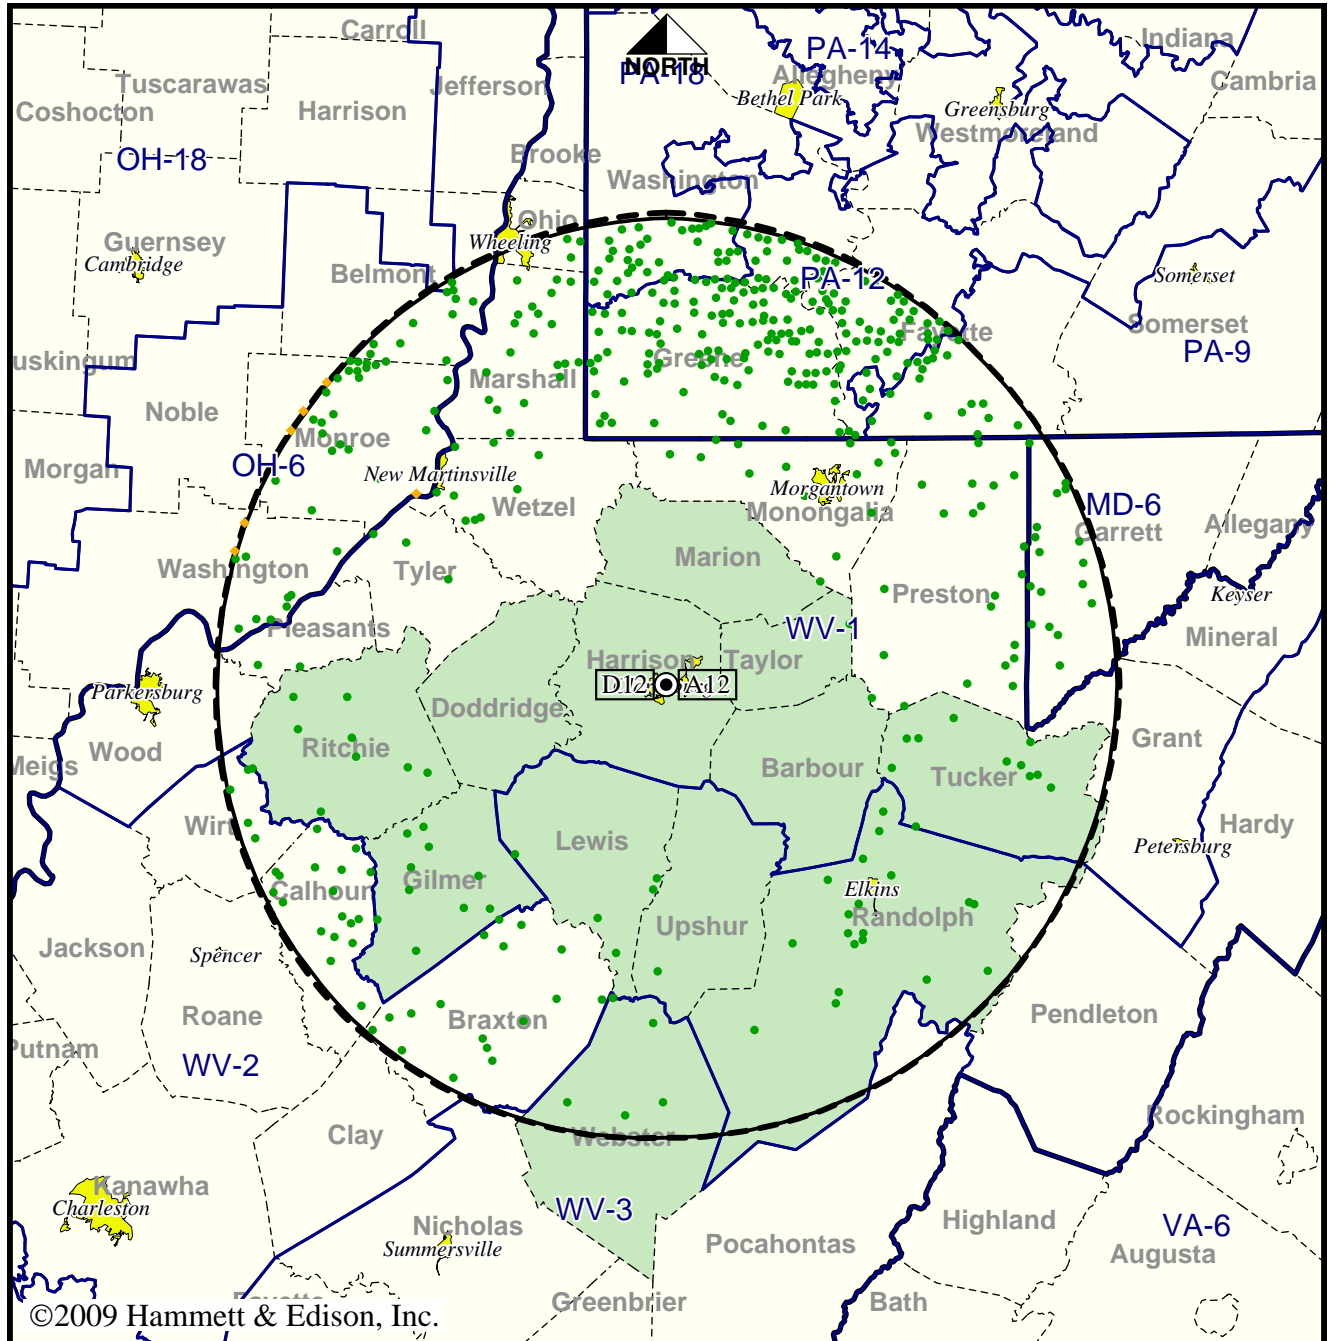 Carroll
Indiana
PA-14
NORTH
PA-18
Allegheny
Cambria
Tuscarawas
Jefferson
Bethel Park
Coshocton
Harrison
Greensburg
Westmoreland
OH-18
Brooke
Washington
Ohio
Guernsey
Wheeling
Cambridge
Belmont
PA-12
Somerset
Somerset
Fayette
PA-9
uskingum
Greene
Marshall
Noble
Monroe
OH-6
Morgan
New Martinsville
Morgantown
Wetzel
Monongalia
MD-6
Garrett
Allegany
Marion
Washington
Tyler
Preston
Keyser
Pleasants
WV-1
Mineral
Harrison
Taylor
D12
A12
Parkersburg
Doddridge
Ritchie
Wood
Grant
Meigs
Barbour
Tucker
Wirt
Hardy
Lewis
Petersburg
Calhoun
Gilmer
Elkins
Randolph
Upshur
Jackson
Spencer
Roane
Braxton
Pendleton
Putnam
WV-2
Rockingham
Clay
Webster
Kanawha
Charleston
WV-3
Nicholas
Highland
VA-6
Summersville
Pocahontas
Augusta
Fayette
Greenbrier
Bath
©2009 Hammett & Edison, Inc.